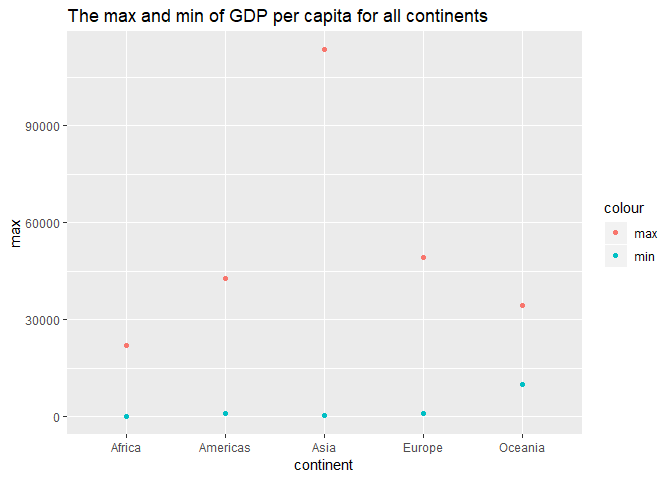 The max and min of GDP per capita for all continents
max
90000
60000
30000
0
Africa Americas Asia Europe Oceania
continent
colour
max
min